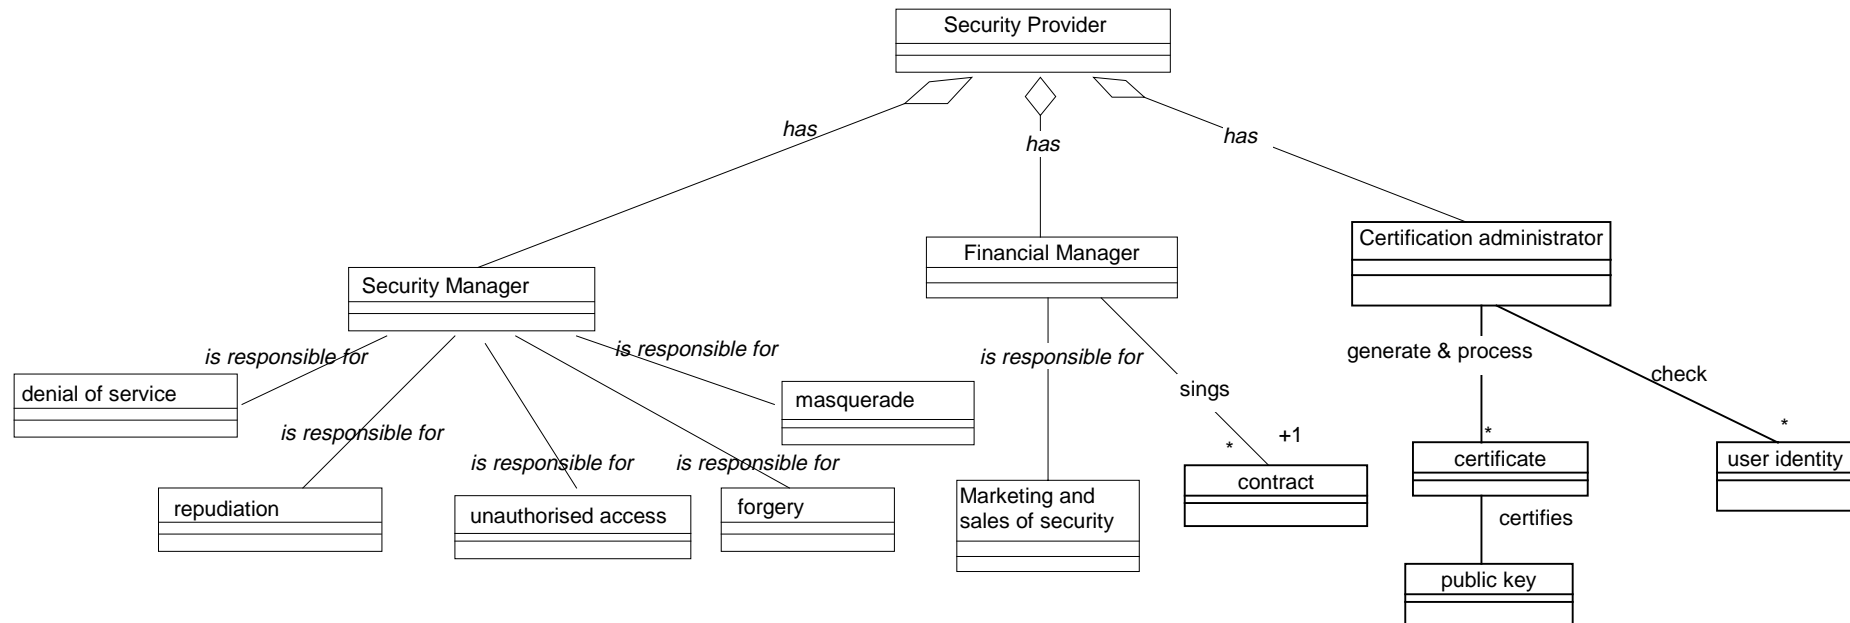 Security Provider
has
has
has
Certification administrator
Financial Manager
Security Manager
is responsible for
is responsible for
is responsible for
generate & process
check
sings
denial of service
masquerade
is responsible for
is responsible for
is responsible for
* +1
*
*
certificate
user identity
contract
repudiation
unauthorised access
forgery
Marketing and
sales of security
certifies
public key